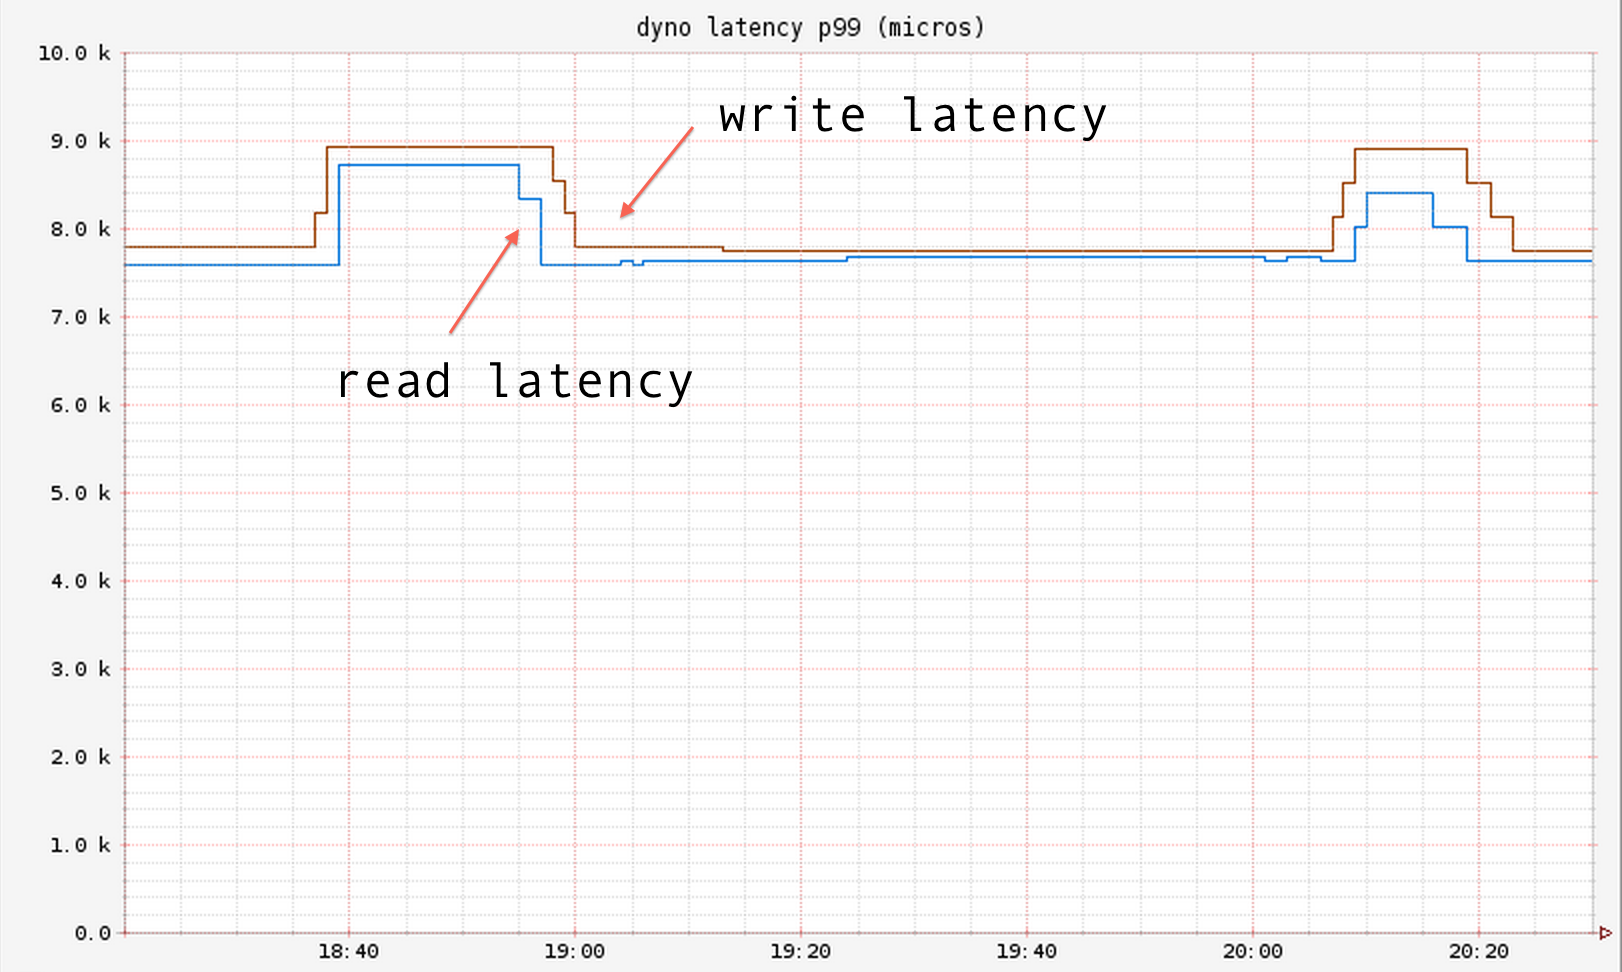 dyno latency p99 (micros)
10.0 k
9.0 k
8.0 k
7.0 k
6.0 k
5.0 k
4.0 k
3.0 k
2.0 k
1.0 k
0.0
write latency
read latency
18:40 19:00 19:20 19:40 20:00 20:20